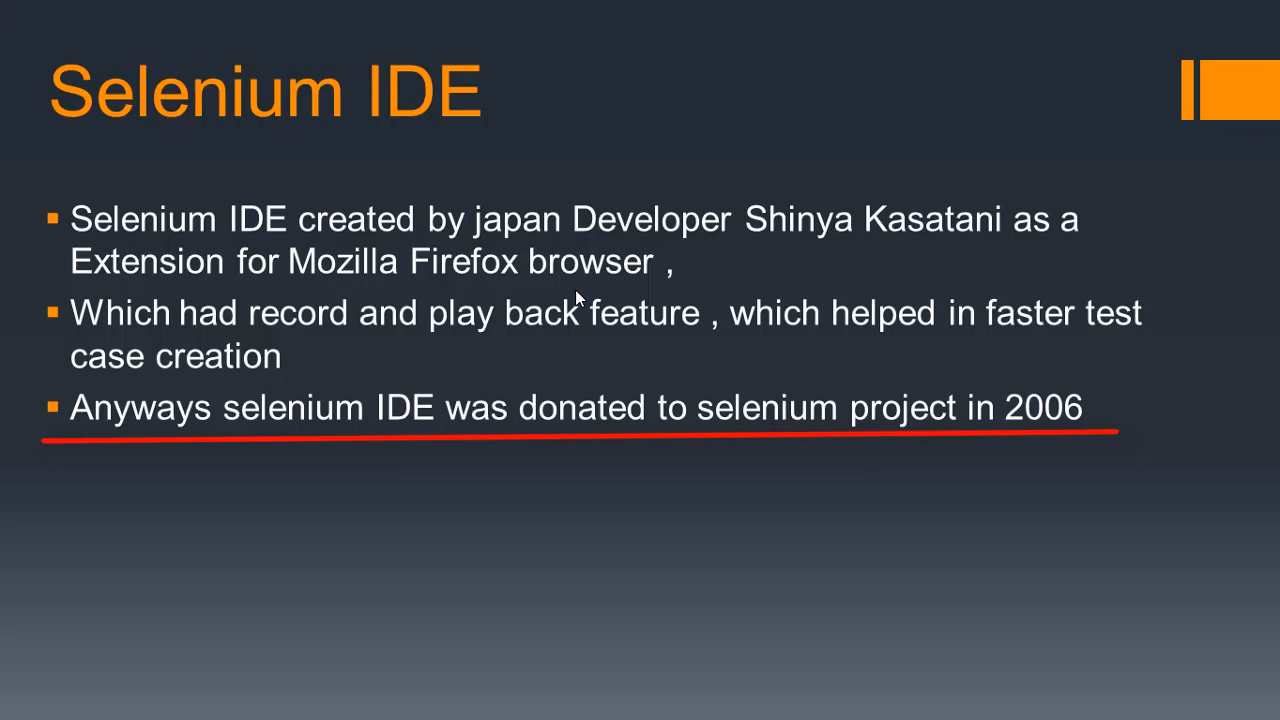 Selenium IDE
Selenium IDE created by japan Developer Shinya Kasatani as a
Extension for Mozilla Firefox browser ,
Which had record and play back feature , which helped in faster test
case creation
Anyways selenium IDE was donated to selenium project in 2006